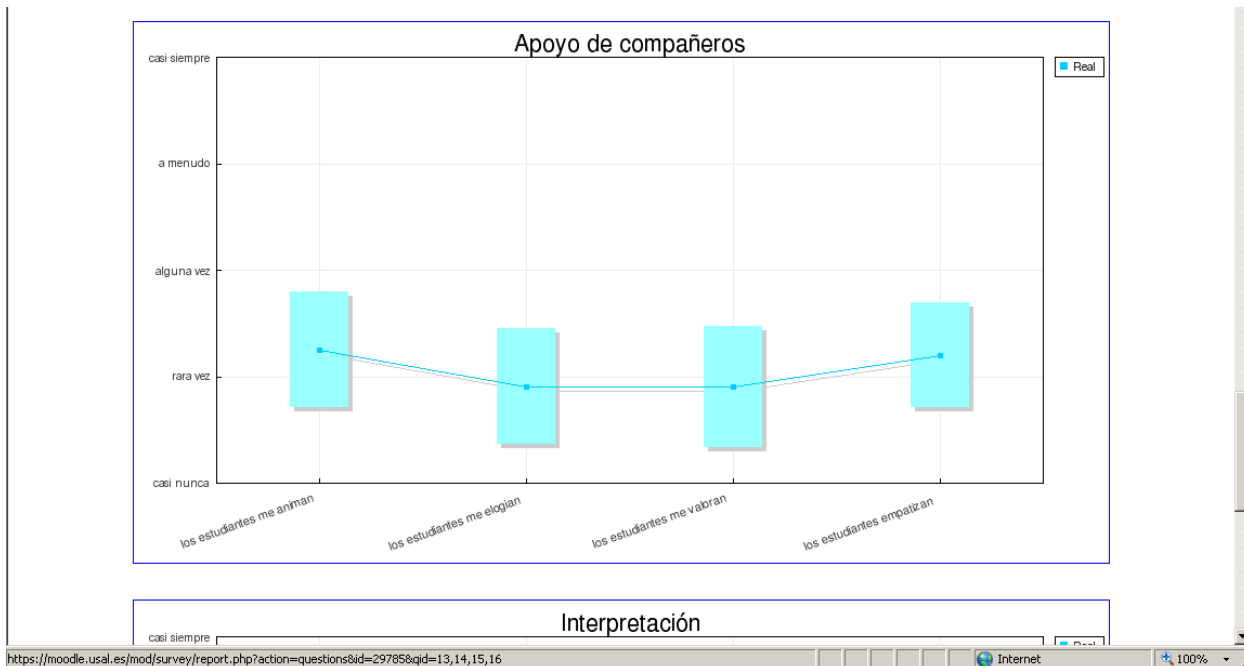 Apoyo de compañeros
casi siempre
Real
a menudo
alguna vez
rara vez
casi nunca
los estudiantes me animan
los estudiantes me elogian
los estudiantes me valoran
los estudiantes empatizan
Interpretación
casi siempre
Real
https://moodle.usal.es/mod/survey/report.php?action=questions&id=29785&qid=13,14,15,16
Internet
100%